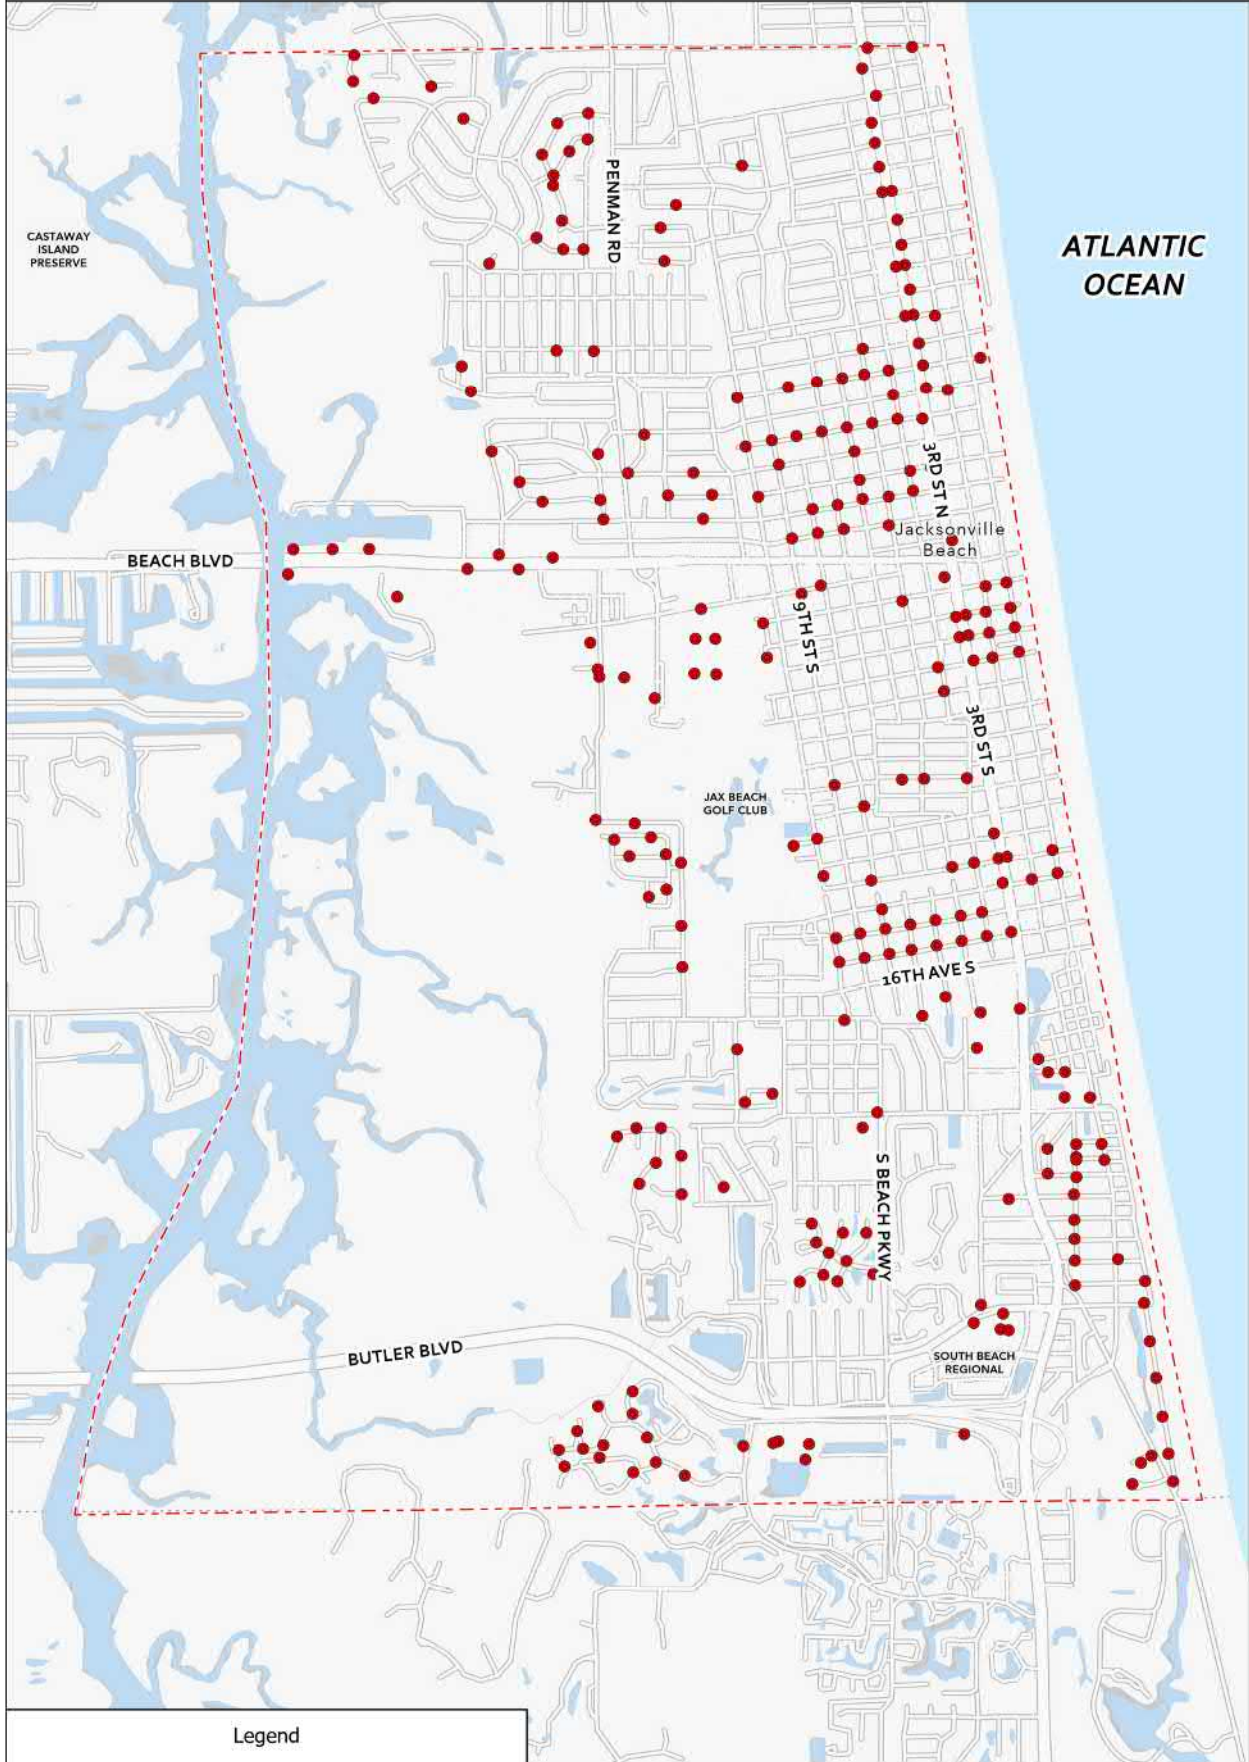 PENMAN RD
CASTAWAY
ISLAND
PRESERVE
ATLANTIC
OCEAN
3RD ST N
Jacksonville
Beach
BEACH BLVD
9TH ST S
3RD ST S
JAX BEACH
GOLF CLUB
16TH AVE S
S BEACH PKWY
BUTLER BLVD
SOUTH BEACH
REGIONAL
Legend